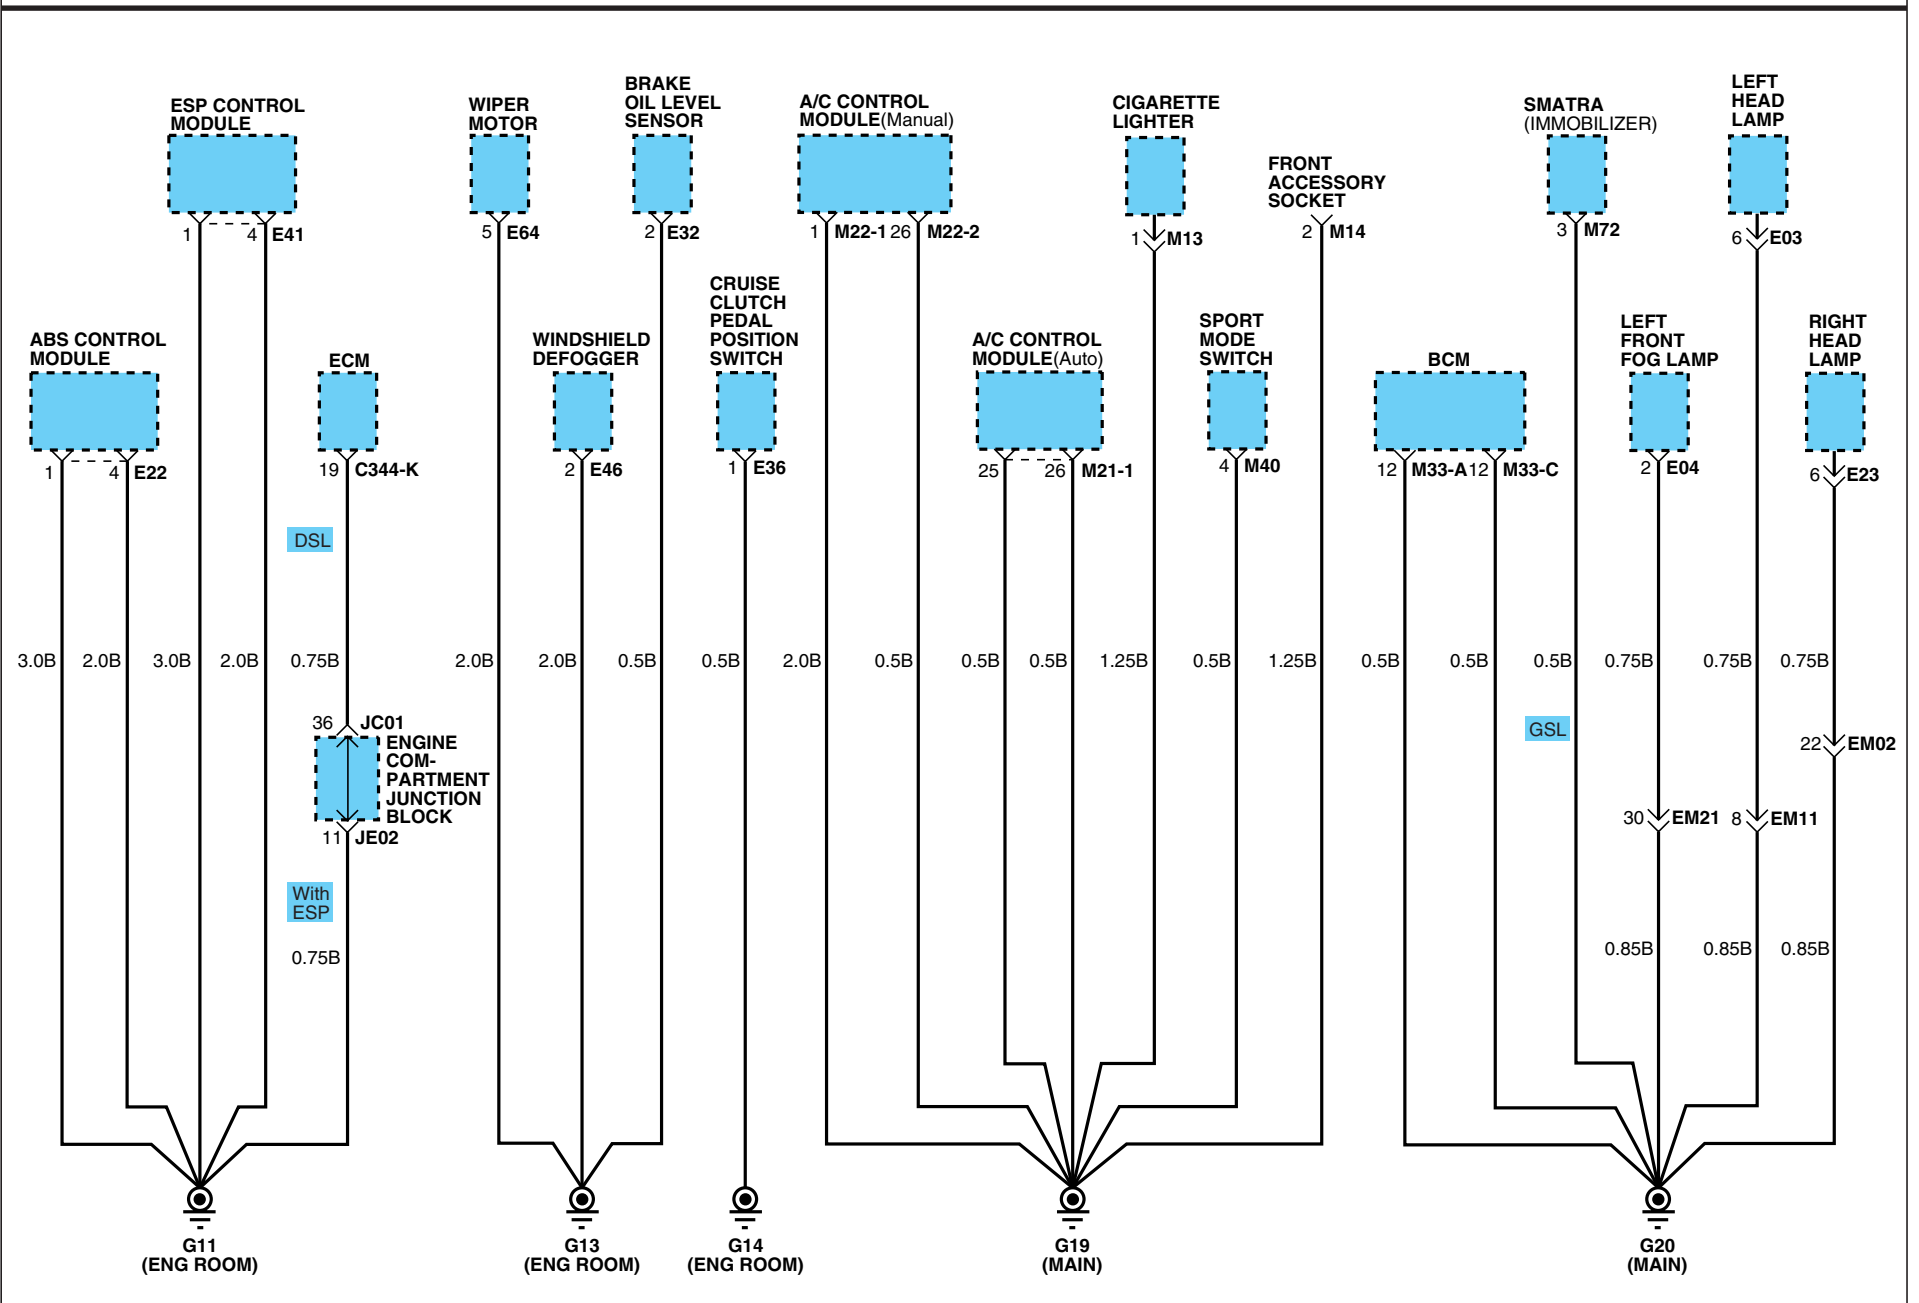 ESP CONTROL
MODULE
1 4 E41
WIPER
MOTOR
5 E64
BRAKE
OIL LEVEL
SENSOR
2 E32
A/C CONTROL
MODULE(Manual)
1 M22-1 26 M22-2
CIGARETTE
LIGHTER
1 M13
FRONT
ACCESSORY
SOCKET
2 M14
SMATRA
(IMMOBILIZER)
3 M72
LEFT
HEAD
LAMP
6 E03
ABS CONTROL
MODULE
1 4 E22
ECM
19 C344-K
WINDSHIELD
DEFOGGER
2 E46
CRUISE
CLUTCH
PEDAL
POSITION
SWITCH
1 E36
A/C CONTROL
MODULE(Auto)
25 26 M21-1
SPORT
MODE
SWITCH
4 M40
BCM
12 M33-A 12 M33-C
LEFT
FRONT
FOG LAMP
2 E04
RIGHT
HEAD
LAMP
6 E23
DSL
3.0B 2.0B 3.0B 2.0B 0.75B 2.0B 2.0B 0.5B 0.5B 2.0B 0.5B 0.5B 0.5B 1.25B 0.5B 1.25B 0.5B 0.5B 0.5B 0.75B 0.75B 0.75B
36 JC01
ENGINE
COM-
PARTMENT
JUNCTION
BLOCK
11 JE02
GSL
22 EM02
30 EM21 8 EM11
With
ESP
0.75B
0.85B 0.85B 0.85B
G11
(ENG ROOM)
G13
(ENG ROOM)
G14
(ENG ROOM)
G19
(MAIN)
G20
(MAIN)